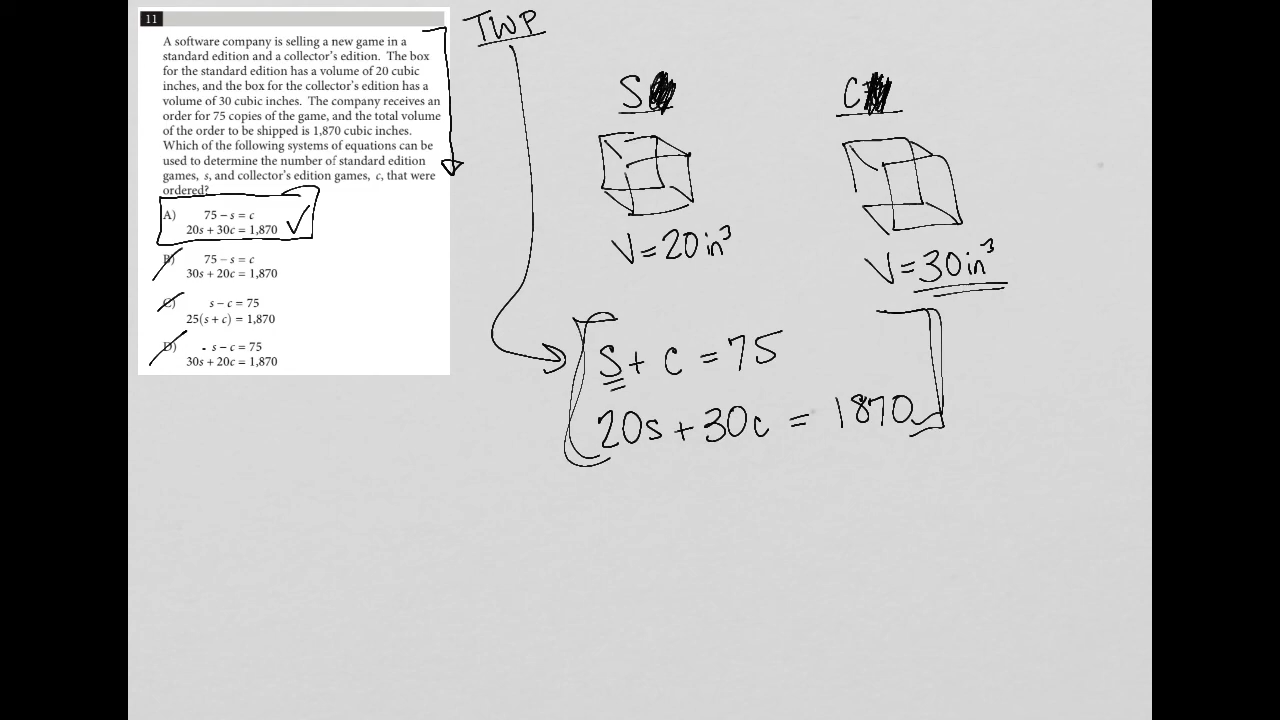 11
A software company is selling a new game in a
standard edition and a collector's edition. The box
for the standard edition has a volume of 20 cubic
inches, and the box for the collector's edition has a
volume of 30 cubic inches. The company receives an
order for 75 copies of the game, and the total volume
of the order to be shipped is 1,870 cubic inches.
Which of the following systems of equations can be
used to determine the number of standard edition
games, s, and collector's edition games, c, that were
ordered?
A) 75 − s = c
20s + 30c = 1,870
B) 75 − s = c
30s + 20c = 1,870
C) s − c = 75
25(s + c) = 1,870
D) s − c = 75
30s + 20c = 1,870
TWP
S
C
V = 20 in³
V = 30 in³
S + c = 75
20s + 30c = 1870